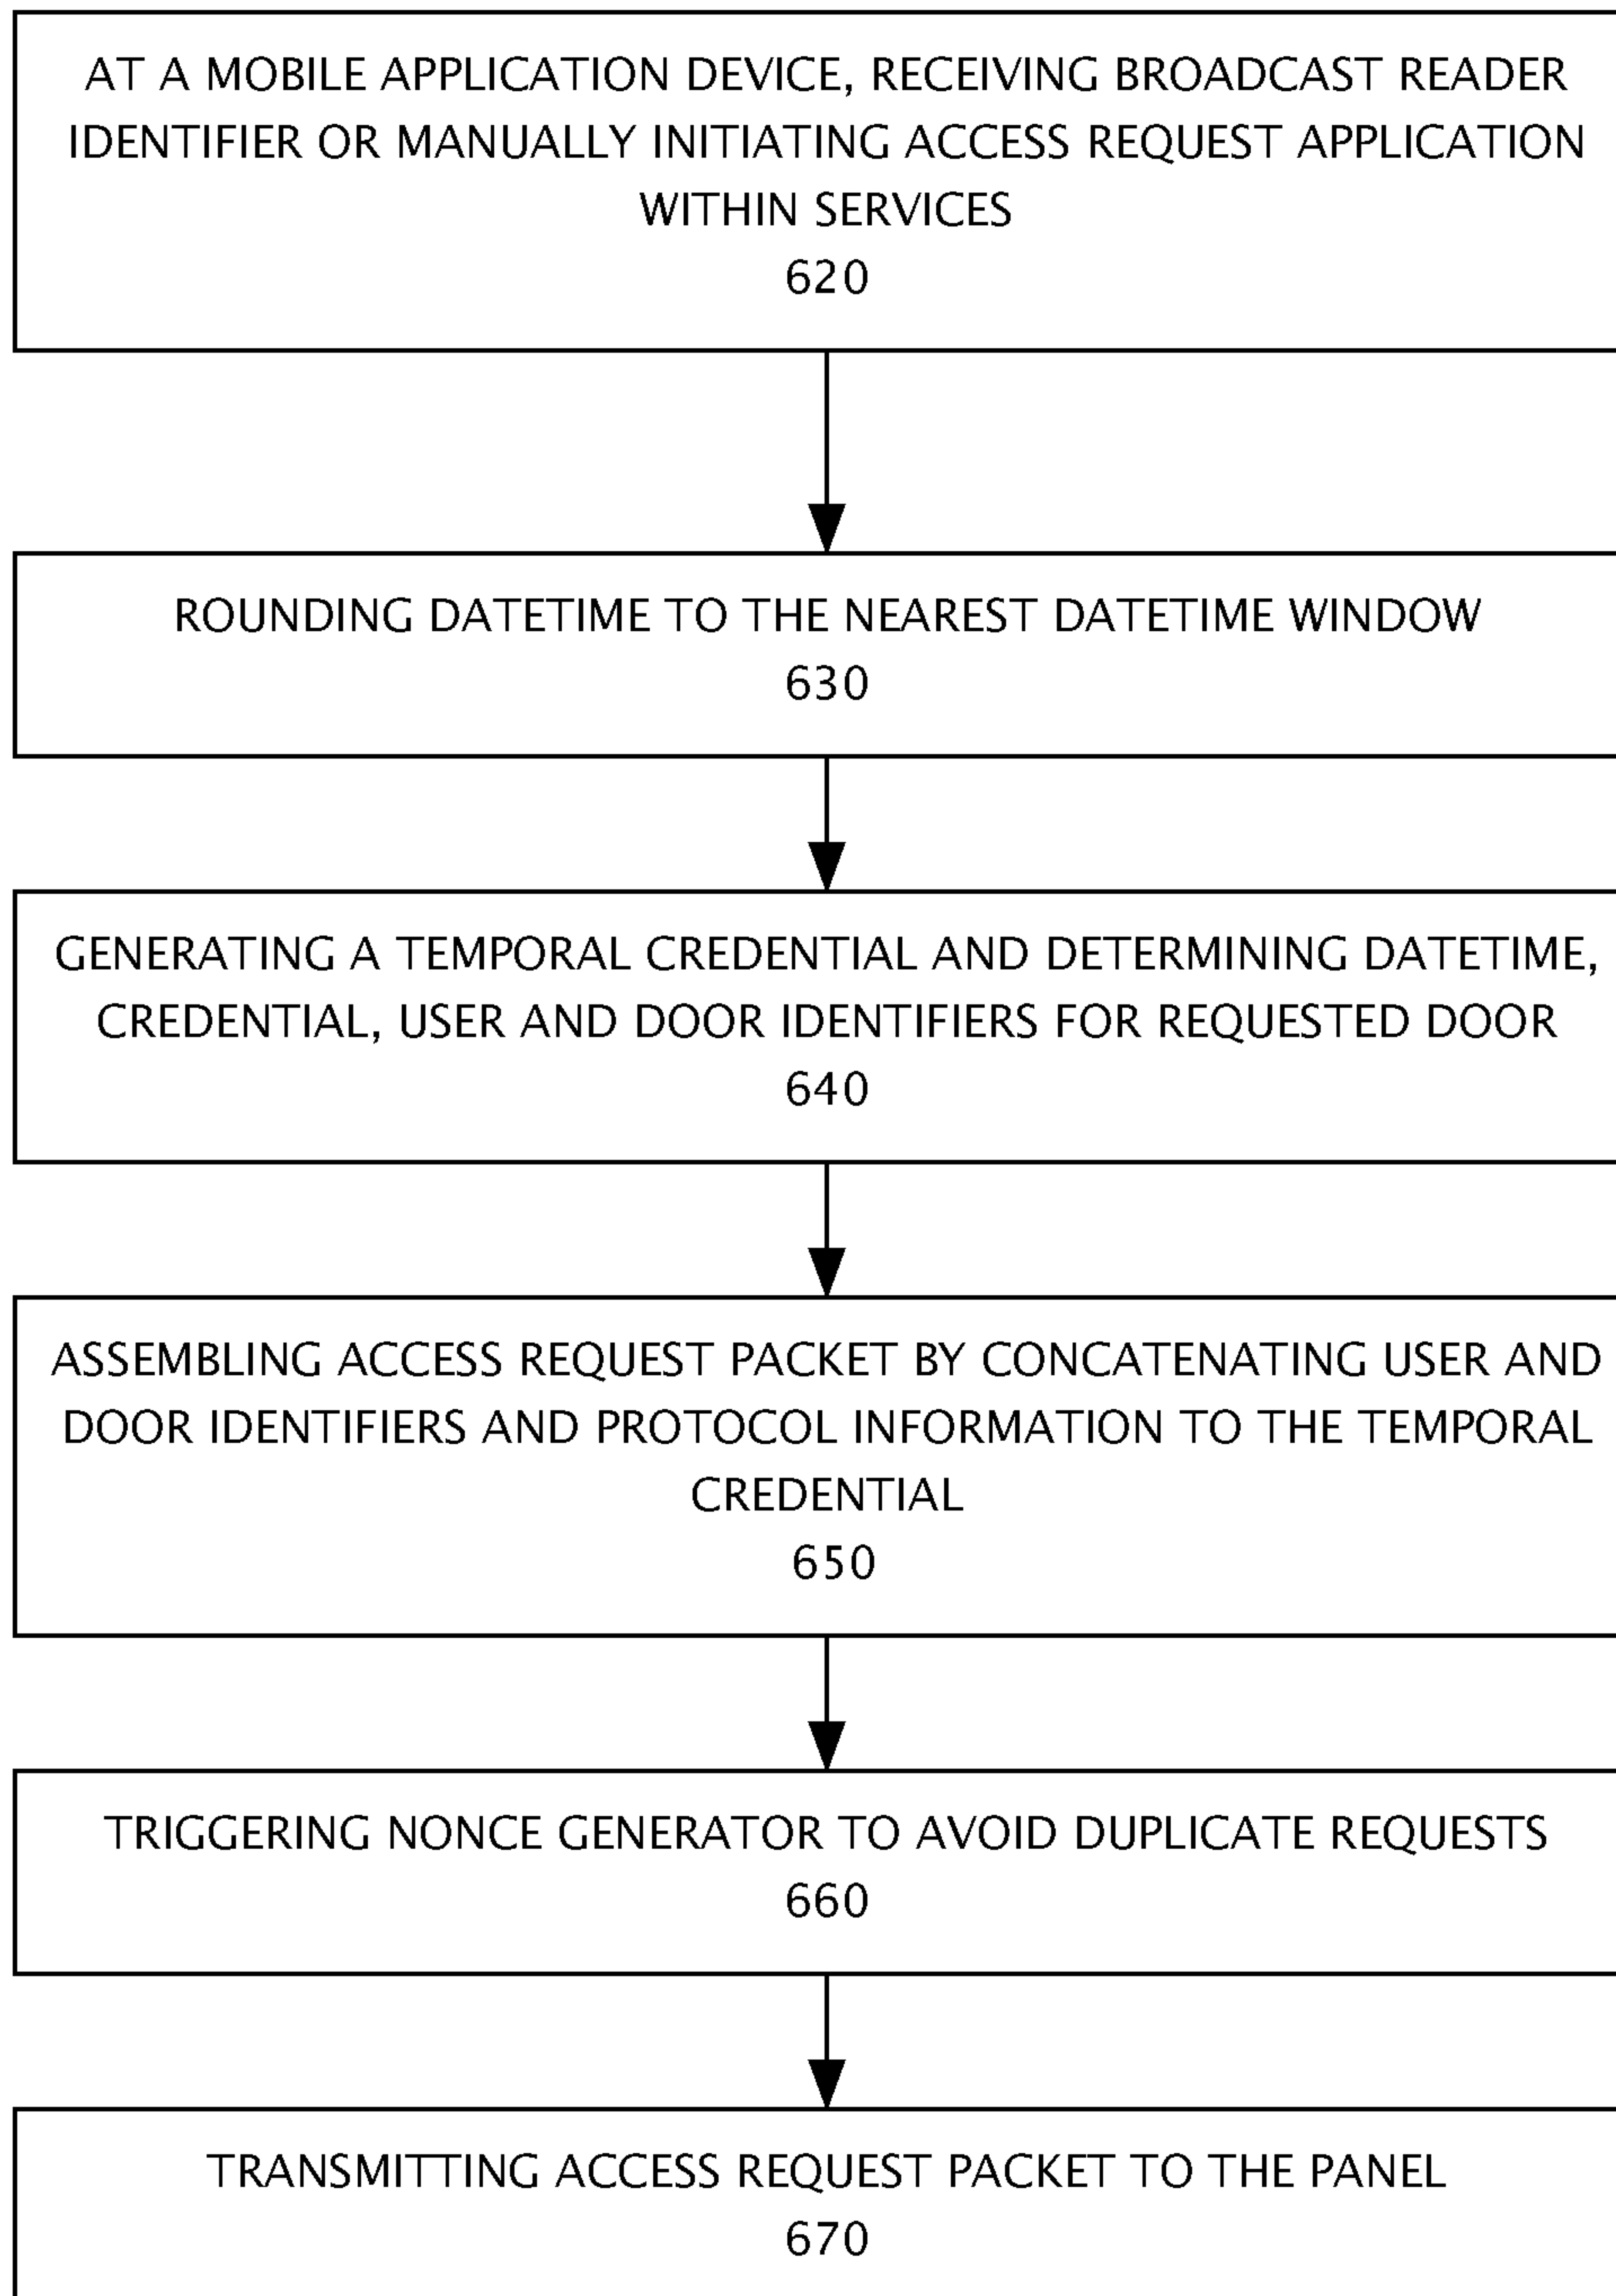 AT A MOBILE APPLICATION DEVICE, RECEIVING BROADCAST READER
IDENTIFIER OR MANUALLY INITIATING ACCESS REQUEST APPLICATION
WITHIN SERVICES
620
ROUNDING DATETIME TO THE NEAREST DATETIME WINDOW
630
GENERATING A TEMPORAL CREDENTIAL AND DETERMINING DATETIME,
CREDENTIAL, USER AND DOOR IDENTIFIERS FOR REQUESTED DOOR
640
ASSEMBLING ACCESS REQUEST PACKET BY CONCATENATING USER AND
DOOR IDENTIFIERS AND PROTOCOL INFORMATION TO THE TEMPORAL
CREDENTIAL
650
TRIGGERING NONCE GENERATOR TO AVOID DUPLICATE REQUESTS
660
TRANSMITTING ACCESS REQUEST PACKET TO THE PANEL
670